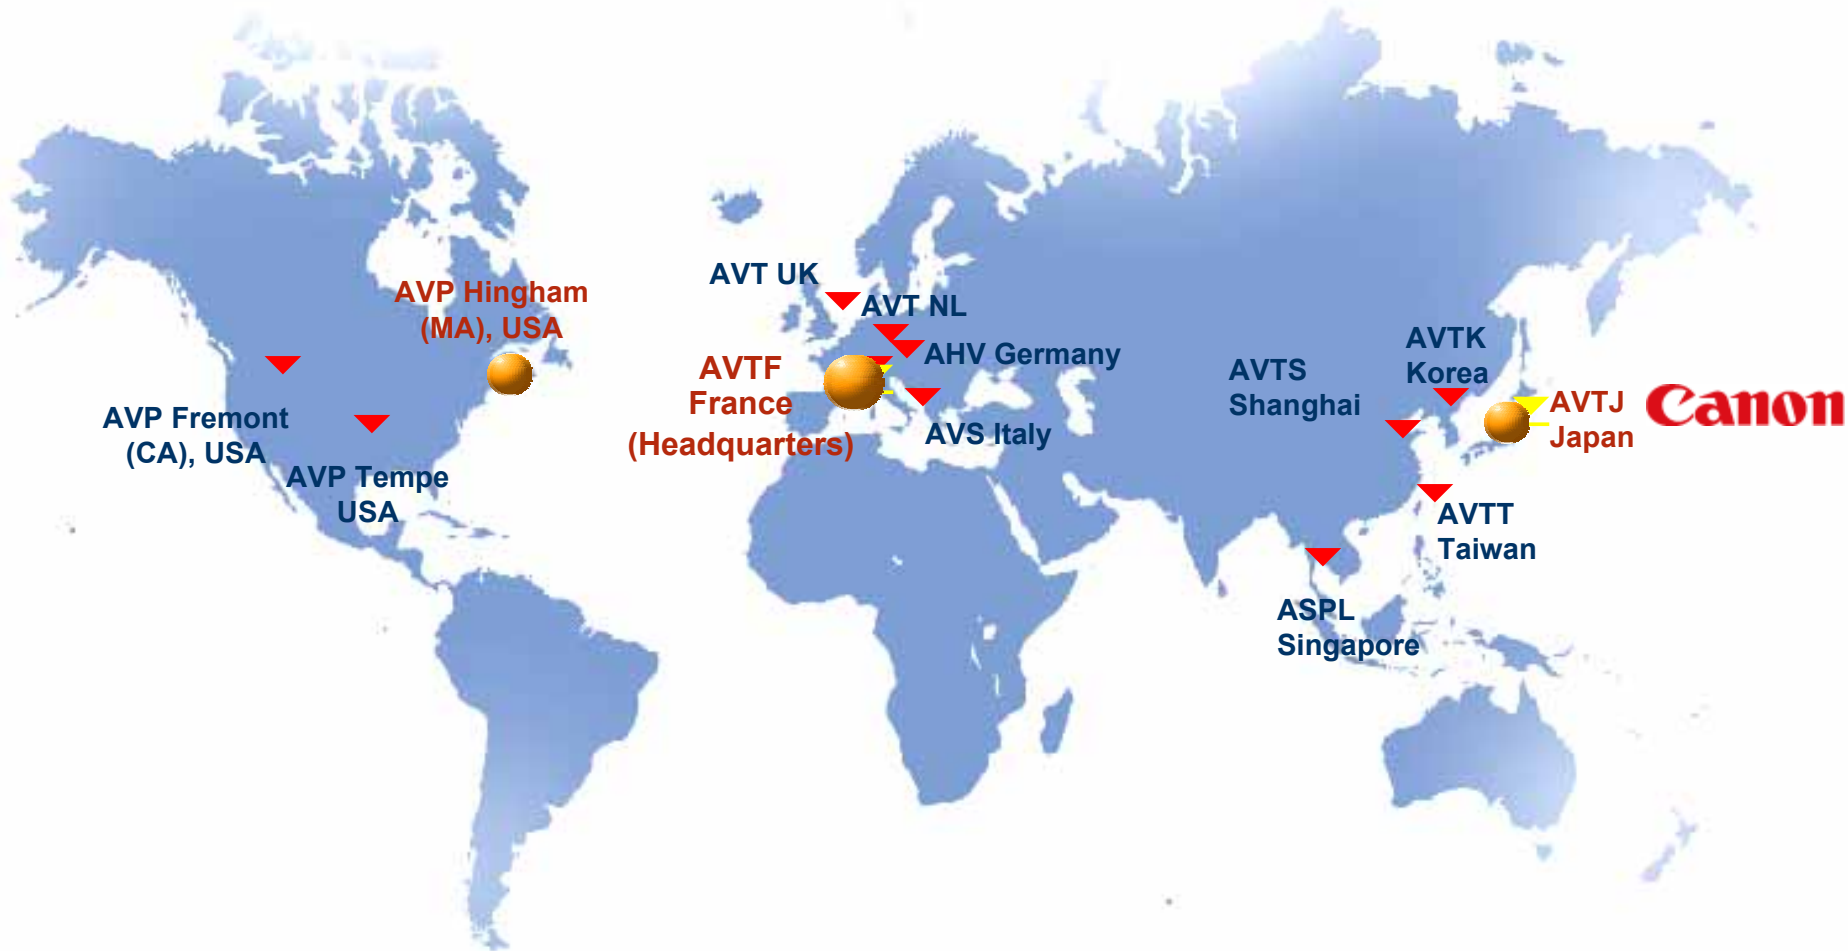 AVP Hingham
(MA), USA
AVP Fremont
(CA), USA
AVP Tempe
USA
AVT UK
AVT NL
AHV Germany
AVTF
France
(Headquarters)
AVS Italy
AVTS
Shanghai
AVTK
Korea
AVTJ
Japan
Canon
AVTT
Taiwan
ASPL
Singapore